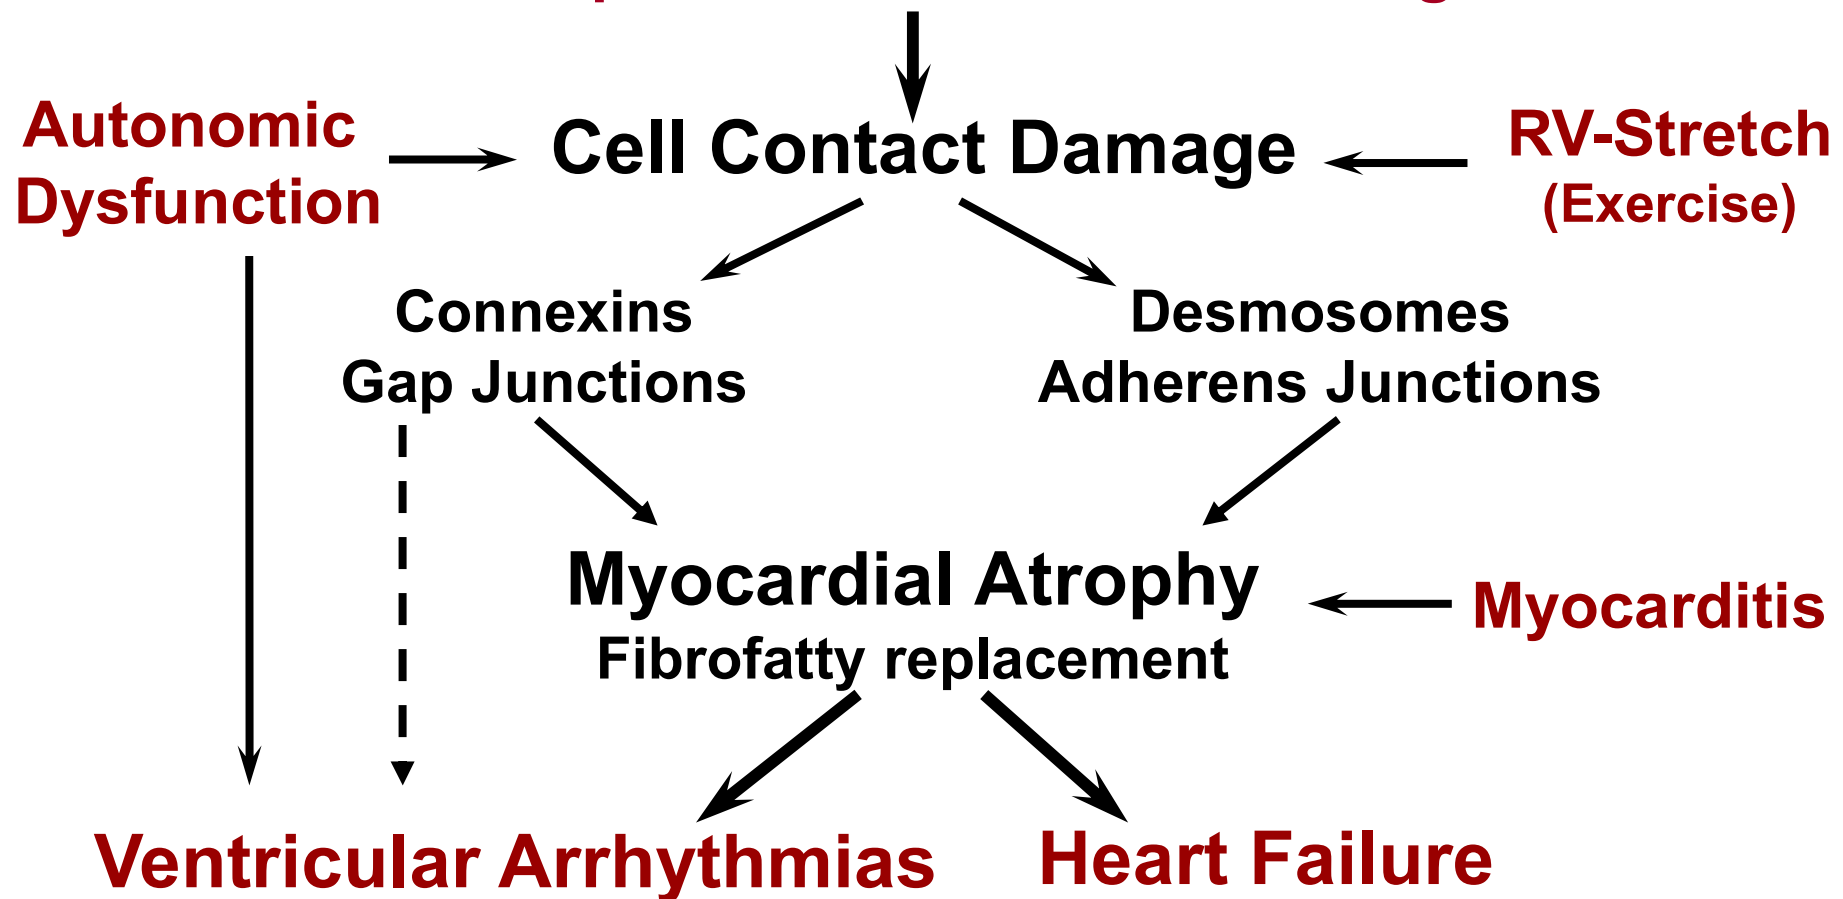 Autonomic
Dysfunction
Cell Contact Damage
RV-Stretch
(Exercise)
Connexins
Gap Junctions
Desmosomes
Adherens Junctions
Myocardial Atrophy
Fibrofatty replacement
Myocarditis
Ventricular Arrhythmias
Heart Failure